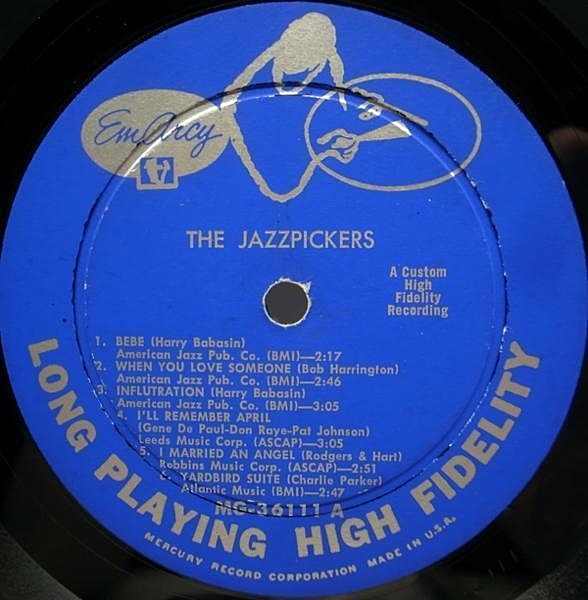 EmArcy
THE JAZZPICKERS
A Custom
High
Fidelity
Recording
1. BEBE (Harry Babasin)
American Jazz Pub. Co. (BMI)—2:17
2. WHEN YOU LOVE SOMEONE (Bob Harrington)
American Jazz Pub. Co. (BMI)—2:46
3. INFLUTRATION (Harry Babasin)
American Jazz Pub. Co. (BMI)—3:05
4. I'LL REMEMBER APRIL
(Gene De Paul-Don Raye-Pat Johnson)
Leeds Music Corp. (ASCAP)—3:05
5. I MARRIED AN ANGEL (Rodgers & Hart)
Robbins Music Corp. (ASCAP)—2:51
6. YARDBIRD SUITE (Charlie Parker)
Atlantic Music (BMI)—2:47
MG-36111 A
LONG PLAYING HIGH FIDELITY
MERCURY RECORD CORPORATION MADE IN U.S.A.